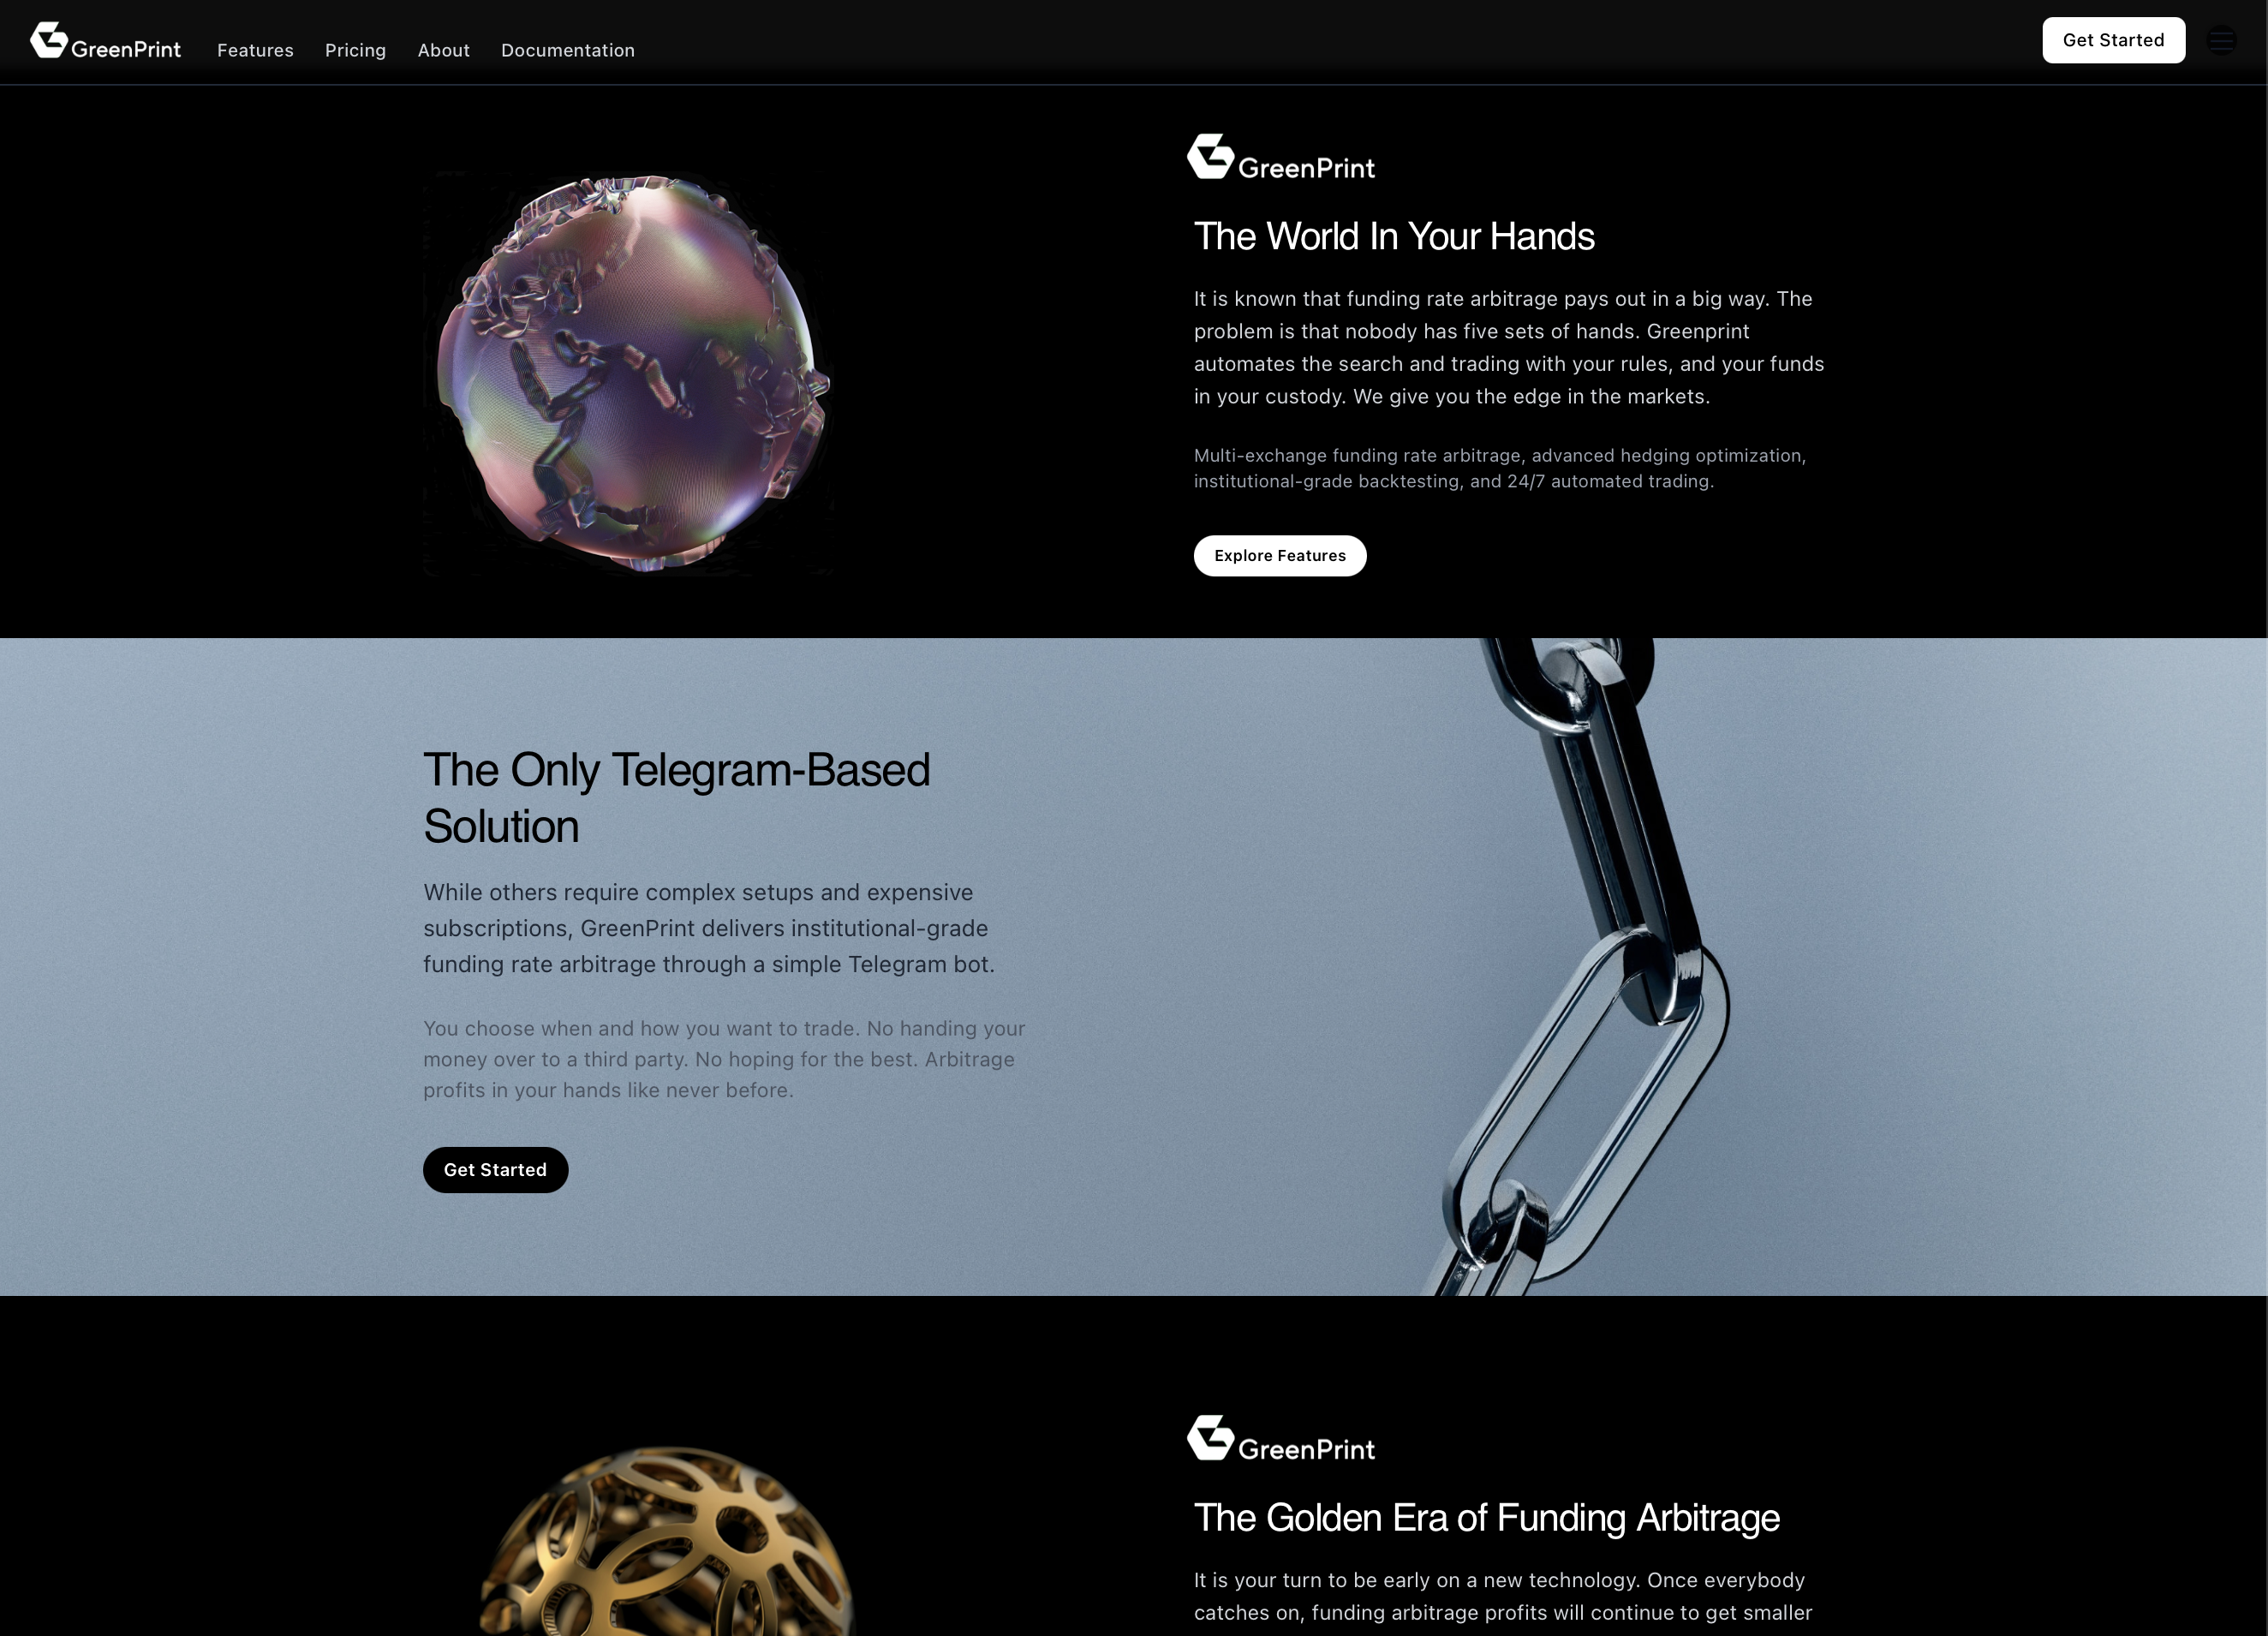 GreenPrint
Features
Pricing
About
Documentation
Get Started
GreenPrint
The World In Your Hands
It is known that funding rate arbitrage pays out in a big way. The
problem is that nobody has five sets of hands. Greenprint
automates the search and trading with your rules, and your funds
in your custody. We give you the edge in the markets.
Multi-exchange funding rate arbitrage, advanced hedging optimization,
institutional-grade backtesting, and 24/7 automated trading.
Explore Features
The Only Telegram-Based
Solution
While others require complex setups and expensive
subscriptions, GreenPrint delivers institutional-grade
funding rate arbitrage through a simple Telegram bot.
You choose when and how you want to trade. No handing your
money over to a third party. No hoping for the best. Arbitrage
profits in your hands like never before.
Get Started
GreenPrint
The Golden Era of Funding Arbitrage
It is your turn to be early on a new technology. Once everybody
catches on, funding arbitrage profits will continue to get smaller